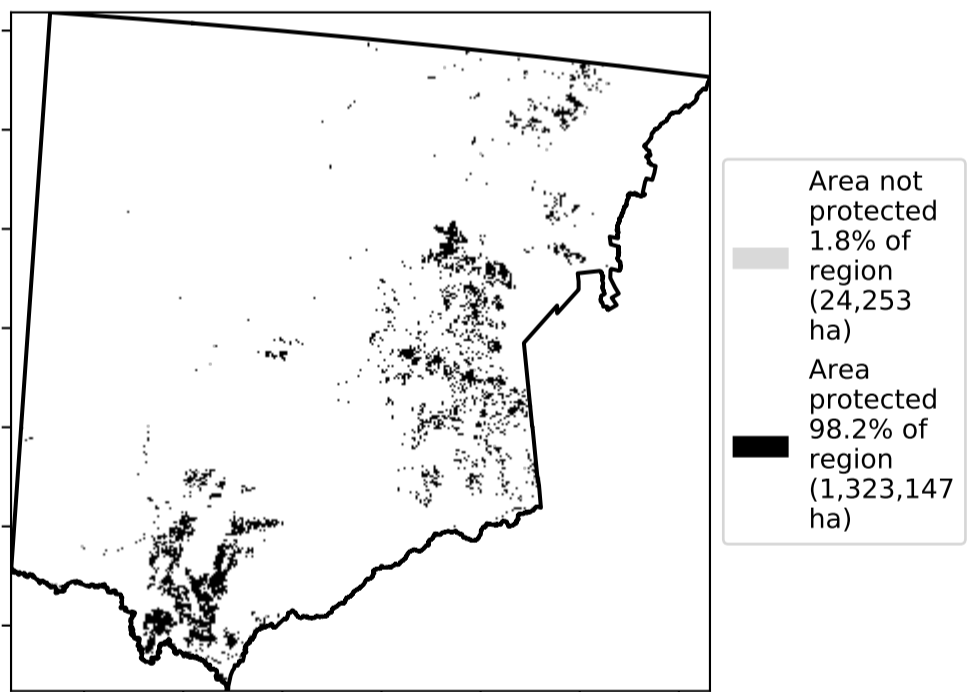 Area not
protected
1.8% of
region
(24,253
ha)
Area
protected
98.2% of
region
(1,323,147
ha)